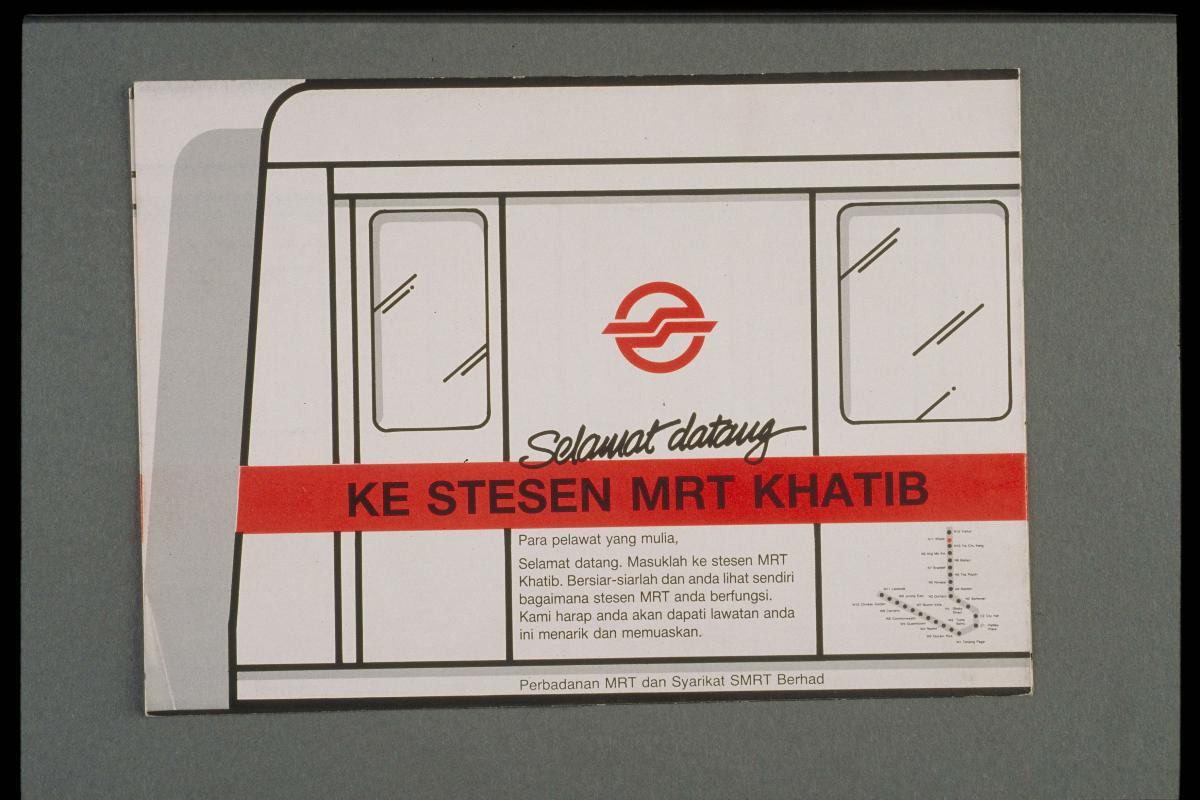 Selamat datang
KE STESEN MRT KHATIB
Para pelawat yang mulia,
Selamat datang. Masuklah ke stesen MRT
Khatib. Bersiar-siarlah dan anda lihat sendiri
bagaimana stesen MRT anda berfungsi.
Kami harap anda akan dapati lawatan anda
ini menarik dan memuaskan.
Perbadanan MRT dan Syarikat SMRT Berhad